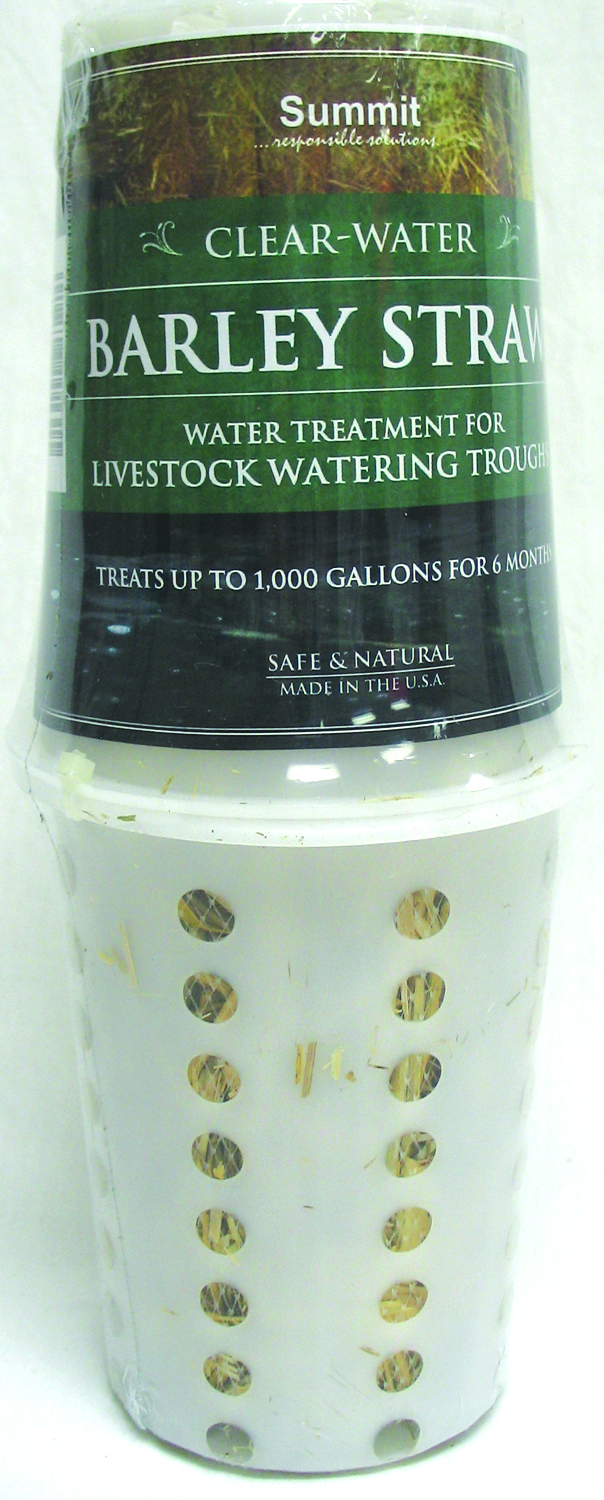 Summit
...responsible solutions
CLEAR-WATER
BARLEY STRAW
WATER TREATMENT FOR
LIVESTOCK WATERING TROUGHS
TREATS UP TO 1,000 GALLONS FOR 6 MONTHS
SAFE & NATURAL
MADE IN THE U.S.A.